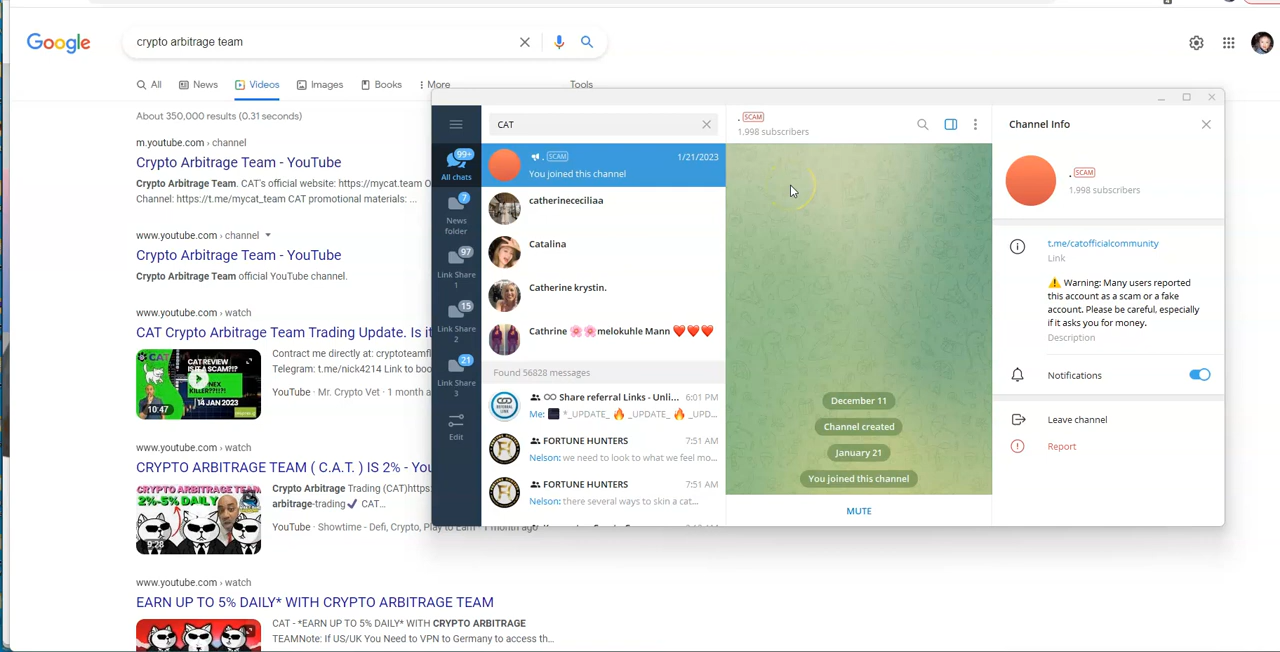 Google
crypto arbitrage team
All
News
Videos
Images
Books
More
Tools
About 350,000 results (0.31 seconds)
m.youtube.com › channel
Crypto Arbitrage Team - YouTube
Crypto Arbitrage Team. CAT's official website: https://mycat.team O
Channel: https://t.me/mycat_team CAT promotional materials: ...
www.youtube.com › channel
Crypto Arbitrage Team - YouTube
Crypto Arbitrage Team official YouTube channel.
www.youtube.com › watch
CAT Crypto Arbitrage Team Trading Update. Is it
CAT REVIEW
IS IT A SCAM?!?!
KILLER??!?!
14 JAN 2023
10:47
Contract me directly at: cryptoteamfl
Telegram: t.me/nick4214 Link to boo
YouTube · Mr. Crypto Vet · 1 month a
www.youtube.com › watch
CRYPTO ARBITRAGE TEAM ( C.A.T. ) IS 2% - You
CRYPTO ARBITRAGE TEAM
2%-5% DAILY
9:28
Crypto Arbitrage Trading (CAT)https:
arbitrage-trading✔ CAT...
YouTube · Showtime - Defi, Crypto, Play to Earn · 1 month ago
www.youtube.com › watch
EARN UP TO 5% DAILY* WITH CRYPTO ARBITRAGE TEAM
CAT - *EARN UP TO 5% DAILY* WITH CRYPTO ARBITRAGE
TEAMNote: If US/UK You Need to VPN to Germany to access th...
99+
All chats
7
News
folder
97
Link Share
1
15
Link Share
2
21
Link Share
3
Edit
CAT
. SCAM
1/21/2023
You joined this channel
catherinececiliaa
Catalina
Catherine krystin.
Cathrine 🌸🌸melokuhle Mann ❤️❤️❤️
Found 56828 messages
Share referral Links - Unli...
6:01 PM
Me: *_UPDATE_ 🔥 _UPDATE_ 🔥 _UPD...
FORTUNE HUNTERS
7:51 AM
Nelson: we need to look to what we feel mo...
FORTUNE HUNTERS
7:51 AM
Nelson: there several ways to skin a cat...
. SCAM
1,998 subscribers
December 11
Channel created
January 21
You joined this channel
MUTE
Channel Info
. SCAM
1,998 subscribers
t.me/catofficialcommunity
Link
⚠️ Warning: Many users reported
this account as a scam or a fake
account. Please be careful, especially
if it asks you for money.
Description
Notifications
Leave channel
Report